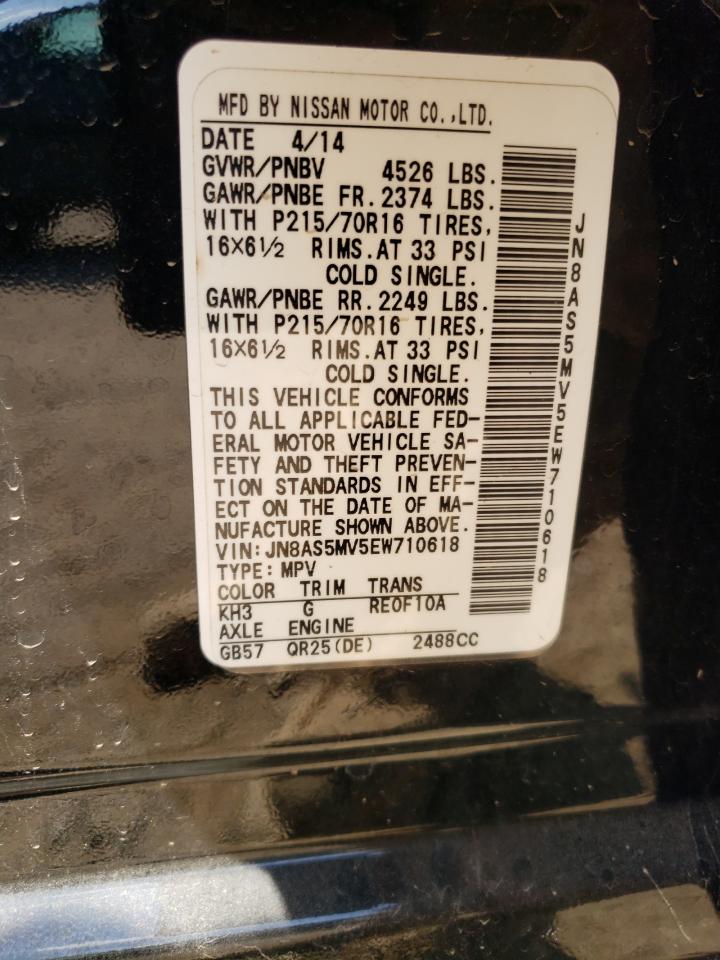 MFD BY NISSAN MOTOR CO.,LTD.
DATE 4/14
GVWR/PNBV 4526 LBS.
GAWR/PNBE FR. 2374 LBS.
WITH P215/70R16 TIRES,
16×6½ RIMS. AT 33 PSI
COLD SINGLE.
GAWR/PNBE RR. 2249 LBS.
WITH P215/70R16 TIRES,
16×6½ RIMS. AT 33 PSI
COLD SINGLE.
THIS VEHICLE CONFORMS
TO ALL APPLICABLE FED-
ERAL MOTOR VEHICLE SA-
FETY AND THEFT PREVEN-
TION STANDARDS IN EFF-
ECT ON THE DATE OF MA-
NUFACTURE SHOWN ABOVE.
VIN:JN8AS5MV5EW710618
TYPE: MPV
COLOR TRIM TRANS
KH3 G RE0F10A
AXLE ENGINE
GB57 QR25(DE) 2488CC
JN8AS5MV5EW710618